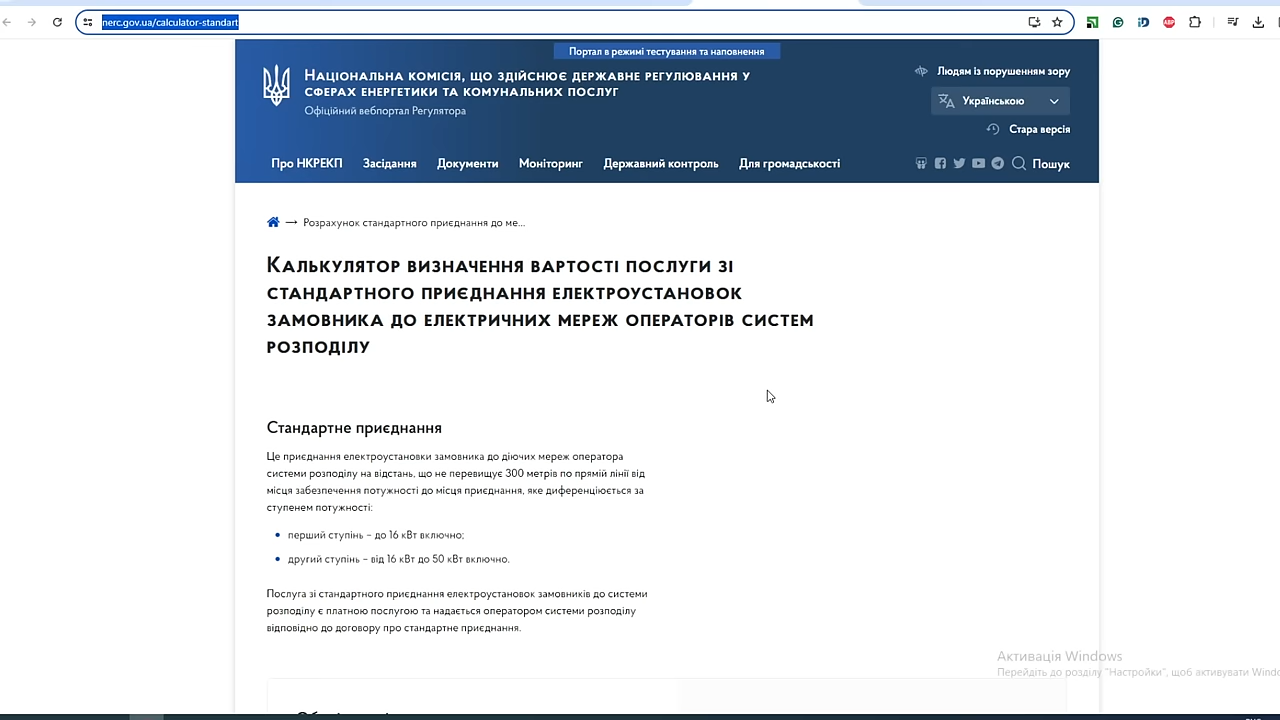 nerc.gov.ua/calculator-standart
Портал в режимі тестування та наповнення
Національна комісія, що здійснює державне регулювання у
сферах енергетики та комунальних послуг
Офіційний вебпортал Регулятора
Людям із порушенням зору
Українською
Стара версія
Про НКРЕКП Засідання Документи Моніторинг Державний контроль Для громадськості Пошук
→ Розрахунок стандартного приєднання до ме...
Калькулятор визначення вартості послуги зі
стандартного приєднання електроустановок
замовника до електричних мереж операторів систем
розподілу
Стандартне приєднання
Це приєднання електроустановки замовника до діючих мереж оператора
системи розподілу на відстань, що не перевищує 300 метрів по прямій лінії від
місця забезпечення потужності до місця приєднання, яке диференціюється за
ступенем потужності:
• перший ступінь – до 16 кВт включно;
• другий ступінь – від 16 кВт до 50 кВт включно.
Послуга зі стандартного приєднання електроустановок замовників до системи
розподілу є платною послугою та надається оператором системи розподілу
відповідно до договору про стандартне приєднання.
Активація Windows
Перейдіть до розділу "Настройки", щоб активувати Windo